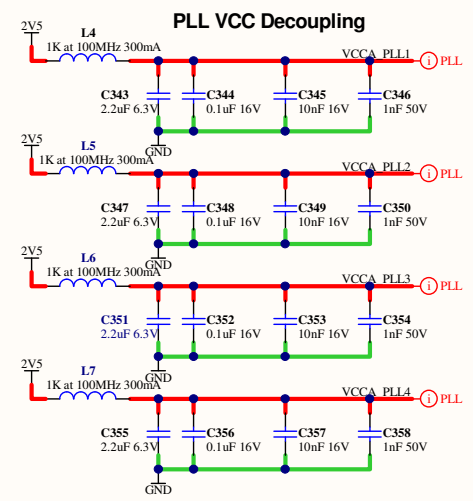 PLL VCC Decoupling
2V5
L4
1K at 100MHz 300mA
VCCA_PLL1
i PLL
C343
2.2uF 6.3V
C344
0.1uF 16V
C345
10nF 16V
C346
1nF 50V
GND
2V5
L5
1K at 100MHz 300mA
VCCA_PLL2
i PLL
C347
2.2uF 6.3V
C348
0.1uF 16V
C349
10nF 16V
C350
1nF 50V
GND
2V5
L6
1K at 100MHz 300mA
VCCA_PLL3
i PLL
C351
2.2uF 6.3V
C352
0.1uF 16V
C353
10nF 16V
C354
1nF 50V
GND
2V5
L7
1K at 100MHz 300mA
VCCA_PLL4
i PLL
C355
2.2uF 6.3V
C356
0.1uF 16V
C357
10nF 16V
C358
1nF 50V
GND